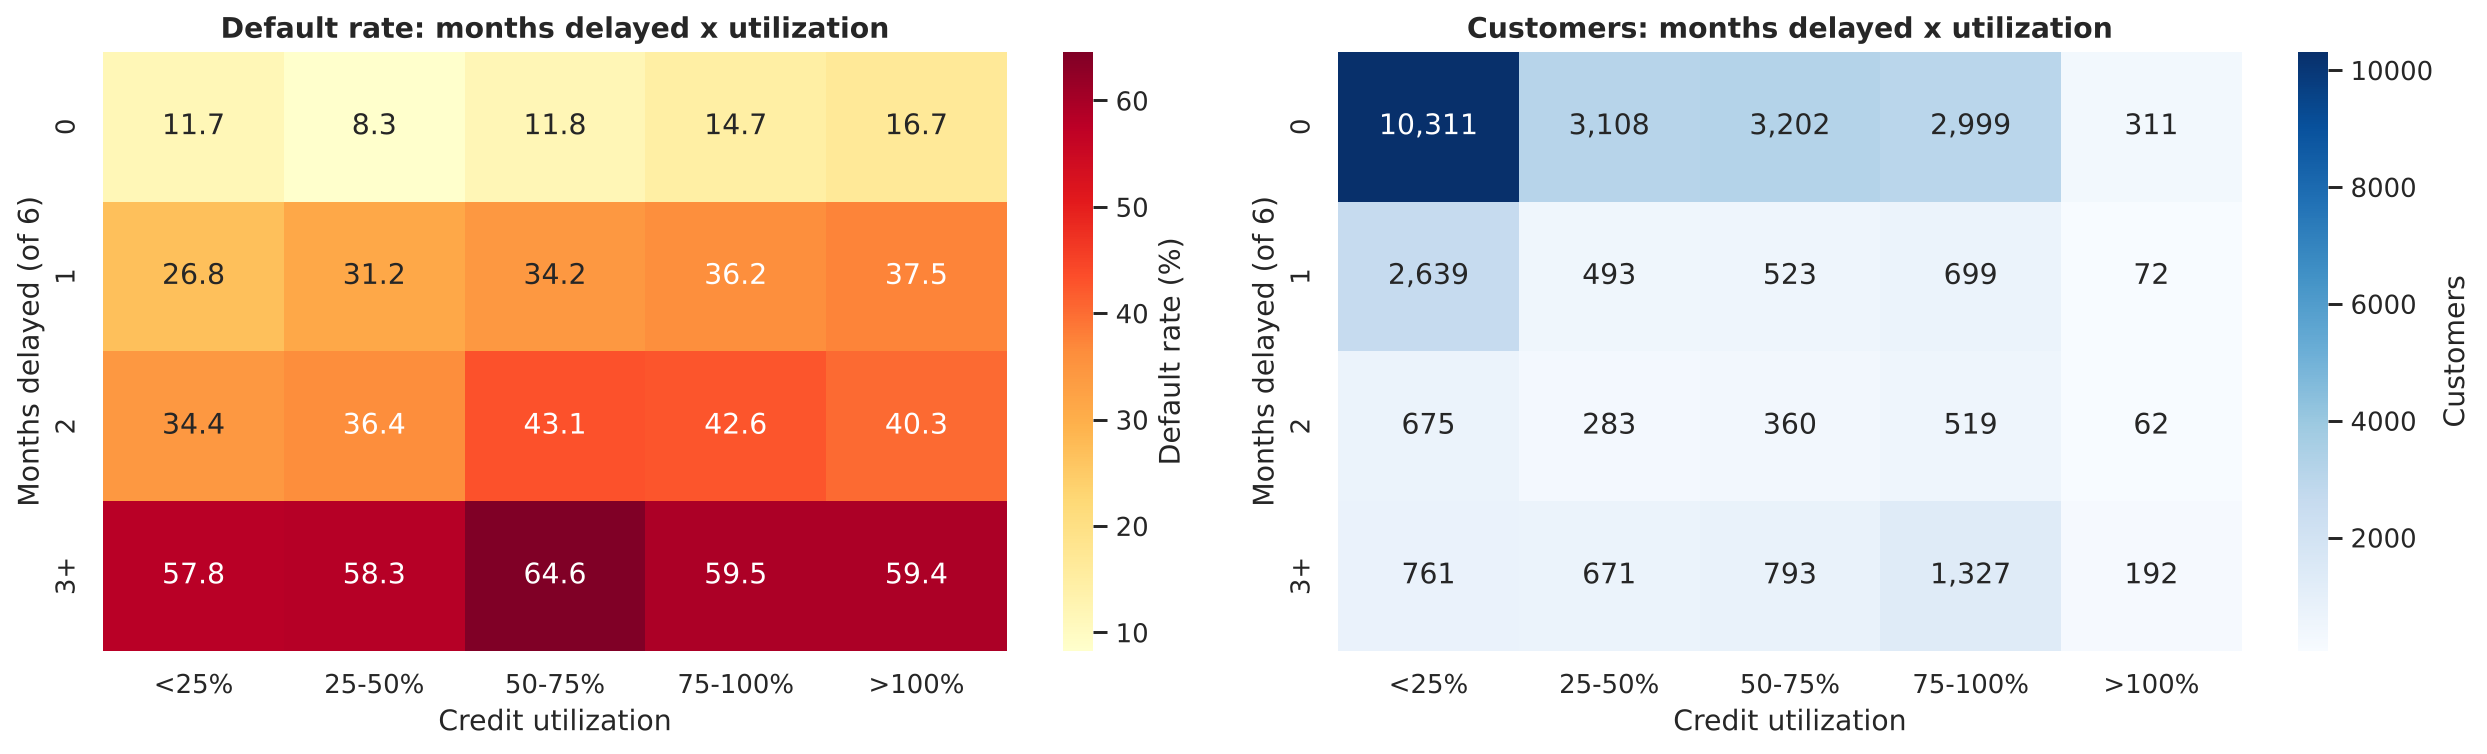 Default rate: months delayed x utilization
Months delayed (of 6)
0 11.7 8.3 11.8 14.7 16.7
1 26.8 31.2 34.2 36.2 37.5
2 34.4 36.4 43.1 42.6 40.3
3+ 57.8 58.3 64.6 59.5 59.4
<25% 25-50% 50-75% 75-100% >100%
Credit utilization
60
50
40
30
20
10
Default rate (%)
Customers: months delayed x utilization
Months delayed (of 6)
0 10,311 3,108 3,202 2,999 311
1 2,639 493 523 699 72
2 675 283 360 519 62
3+ 761 671 793 1,327 192
<25% 25-50% 50-75% 75-100% >100%
Credit utilization
10000
8000
6000
4000
2000
Customers